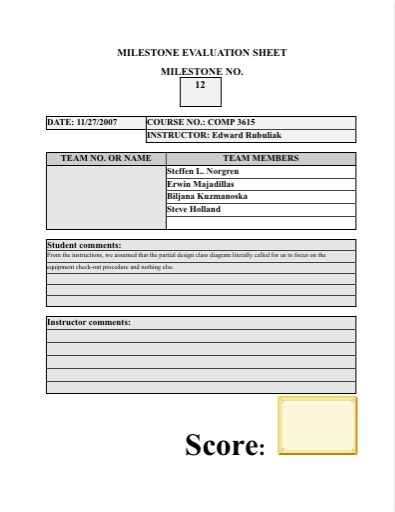 MILESTONE EVALUATION SHEET
MILESTONE NO.
12
DATE: 11/27/2007
COURSE NO.: COMP 3615
INSTRUCTOR: Edward Rubuliak
TEAM NO. OR NAME
TEAM MEMBERS
Steffen L. Norgren
Erwin Majadillas
Biljana Kuzmanoska
Steve Holland
Student comments:
From the instructions, we assumed that the partial design class diagram literally called for us to focus on the
equipment check-out procedure and nothing else.
Instructor comments:
Score: